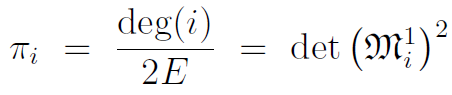 π_i = deg(i) / 2E = det (𝔐_i^1)^2